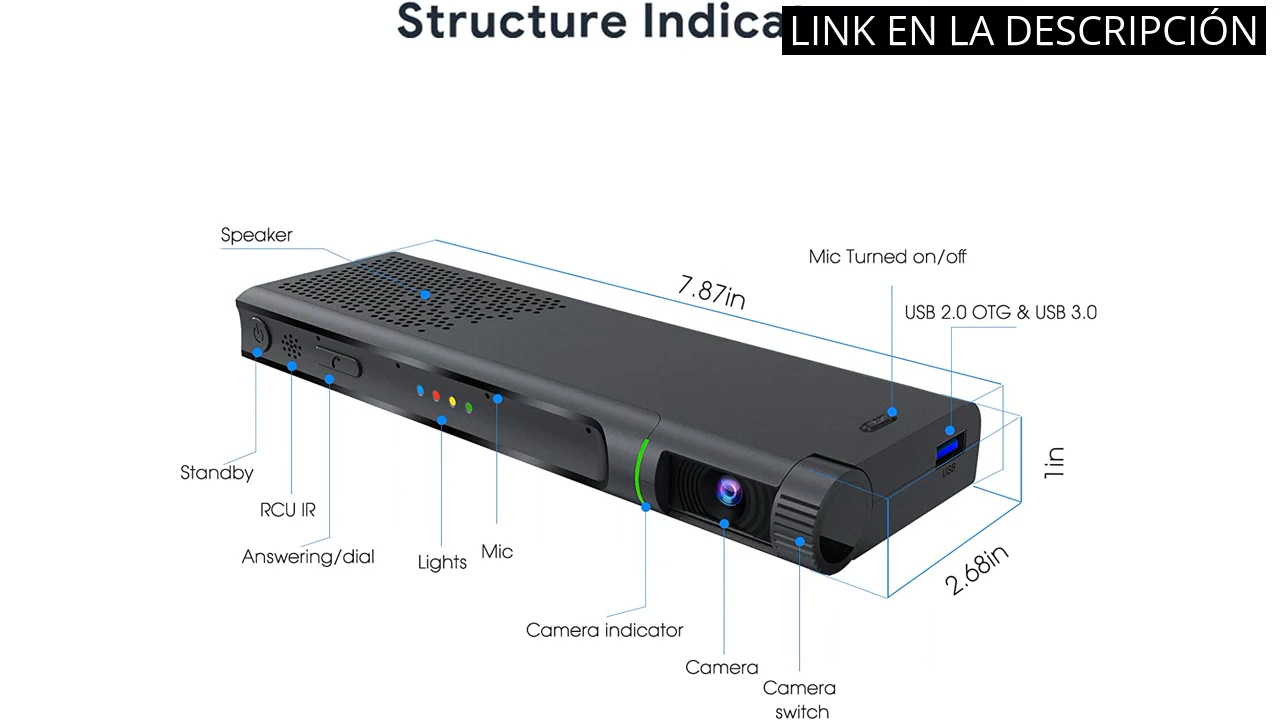 Structure Indica
LINK EN LA DESCRIPCIÓN
Speaker
7.87in
Mic Turned on/off
USB 2.0 OTG & USB 3.0
1in
2.68in
USB
Standby
RCU IR
Answering/dial
Lights
Mic
Camera indicator
Camera
Camera
switch